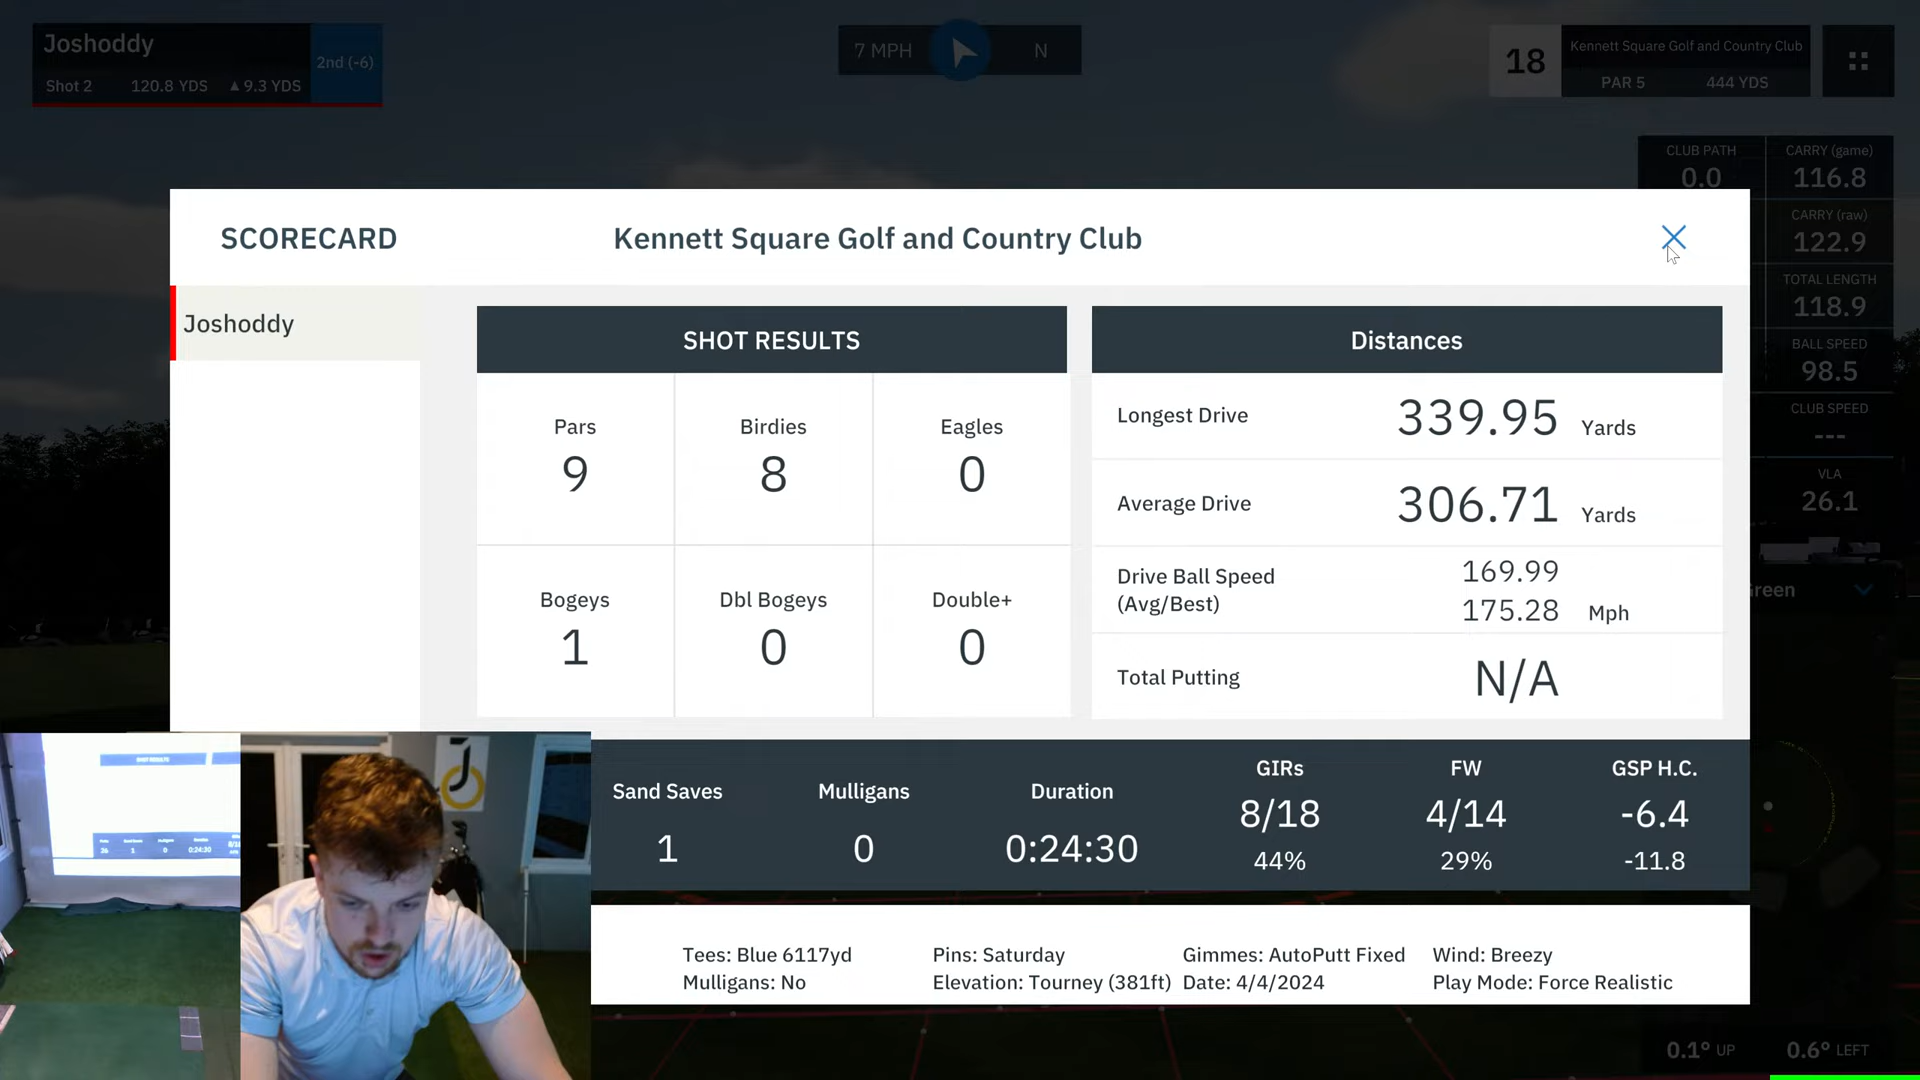 Joshoddy
Shot 2 120.8 YDS ▲9.3 YDS
2nd (-6)
7 MPH N
18
Kennett Square Golf and Country Club
PAR 5 444 YDS
CLUB PATH
0.0
CARRY (game)
116.8
CARRY (raw)
122.9
TOTAL LENGTH
118.9
BALL SPEED
98.5
CLUB SPEED
---
VLA
26.1
SCORECARD
Kennett Square Golf and Country Club
Joshoddy
SHOT RESULTS
Pars
9
Birdies
8
Eagles
0
Bogeys
1
Dbl Bogeys
0
Double+
0
Distances
Longest Drive 339.95 Yards
Average Drive 306.71 Yards
Drive Ball Speed
(Avg/Best)
169.99
175.28 Mph
Total Putting N/A
Sand Saves
1
Mulligans
0
Duration
0:24:30
GIRs
8/18
44%
FW
4/14
29%
GSP H.C.
-6.4
-11.8
Tees: Blue 6117yd
Mulligans: No
Pins: Saturday
Elevation: Tourney (381ft)
Gimmes: AutoPutt Fixed
Date: 4/4/2024
Wind: Breezy
Play Mode: Force Realistic
0.1° UP 0.6° LEFT
SHOT RESULTS
0:24:30